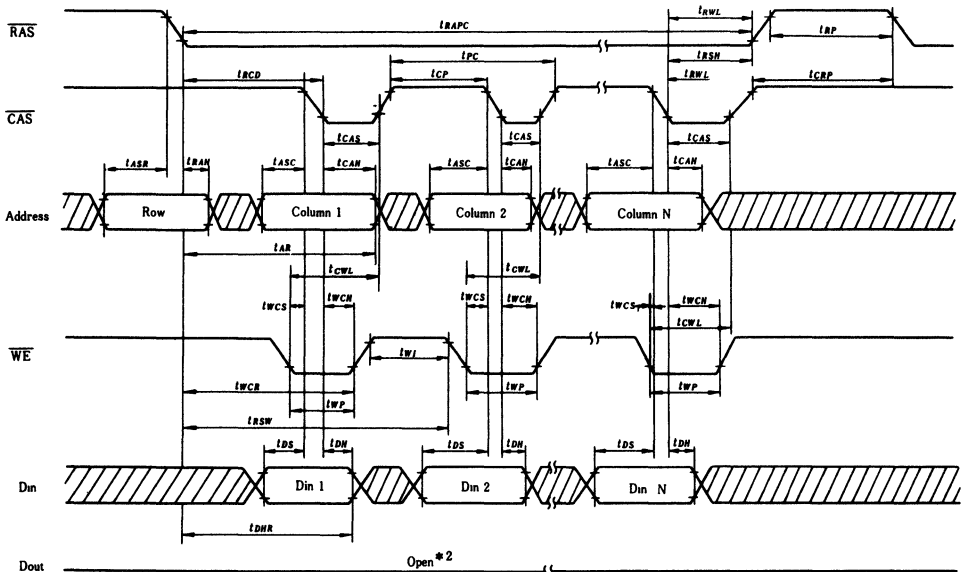 RAS
tRAPC
tRWL
tRP
tRSH
tPC
tRCD
tCP
tRWL
tCRP
CAS
tCAS
tCAS
tCAS
tASR
tRAH
tASC
tCAH
tASC
tCAH
tASC
tCAH
Address
Row
Column 1
Column 2
Column N
tAR
tCWL
tCWL
tWCS
tWCH
tWCS
tWCH
tWCS
tWCH
tCWL
WE
tWI
tWCR
tWP
tWP
tWP
tRSW
tDS
tDH
tDS
tDH
tDS
tDH
Din
Din 1
Din 2
Din N
tDHR
Open*2
Dout